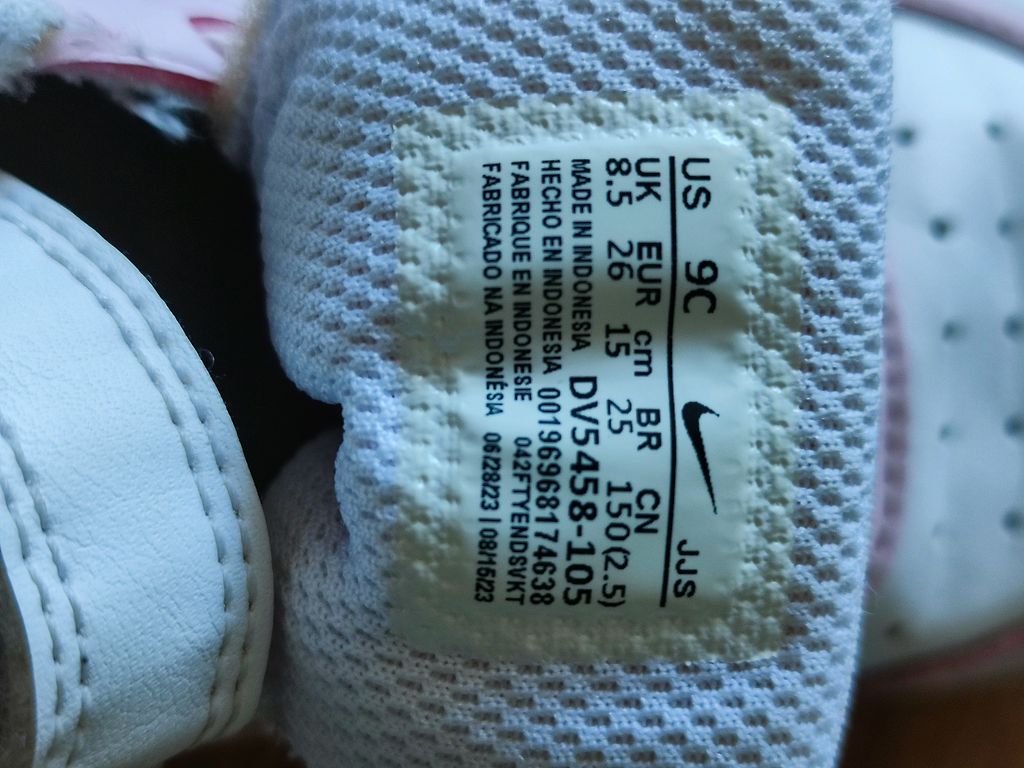 US 9C JJS
UK EUR cm BR CN
8.5 26 15 25 150(2.5)
MADE IN INDONESIA DV5458-105
HECHO EN INDONESIA 00196968174638
FABRIQUE EN INDONESIE 042FTYENDSVKT
FABRICADO NA INDONÉSIA 06/28/23 | 08/15/23